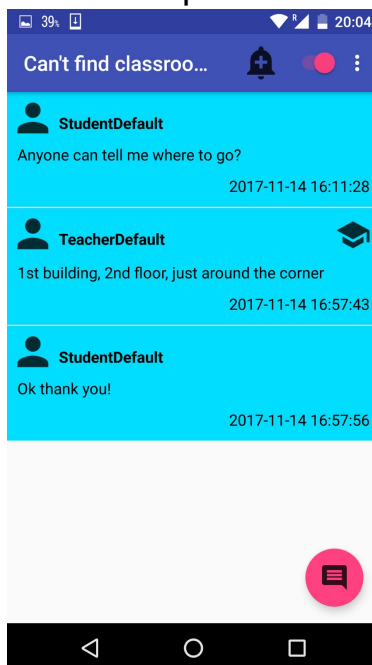 39%
R
20:04
Can't find classroo...
StudentDefault
Anyone can tell me where to go?
2017-11-14 16:11:28
TeacherDefault
1st building, 2nd floor, just around the corner
2017-11-14 16:57:43
StudentDefault
Ok thank you!
2017-11-14 16:57:56